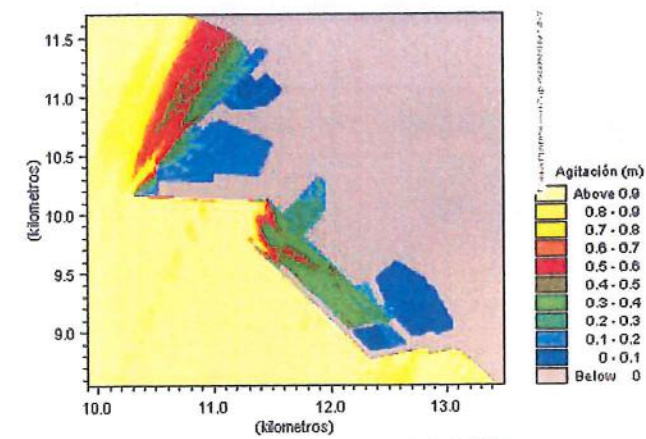 11.5
11.0
10.5
10.0
9.5
9.0
(kilometros)
10.0 11.0 12.0 13.0
(kilometros)
Agitación (m)
Above 0.9
0.8 - 0.9
0.7 - 0.8
0.6 - 0.7
0.5 - 0.6
0.4 - 0.5
0.3 - 0.4
0.2 - 0.3
0.1 - 0.2
0 - 0.1
Below 0